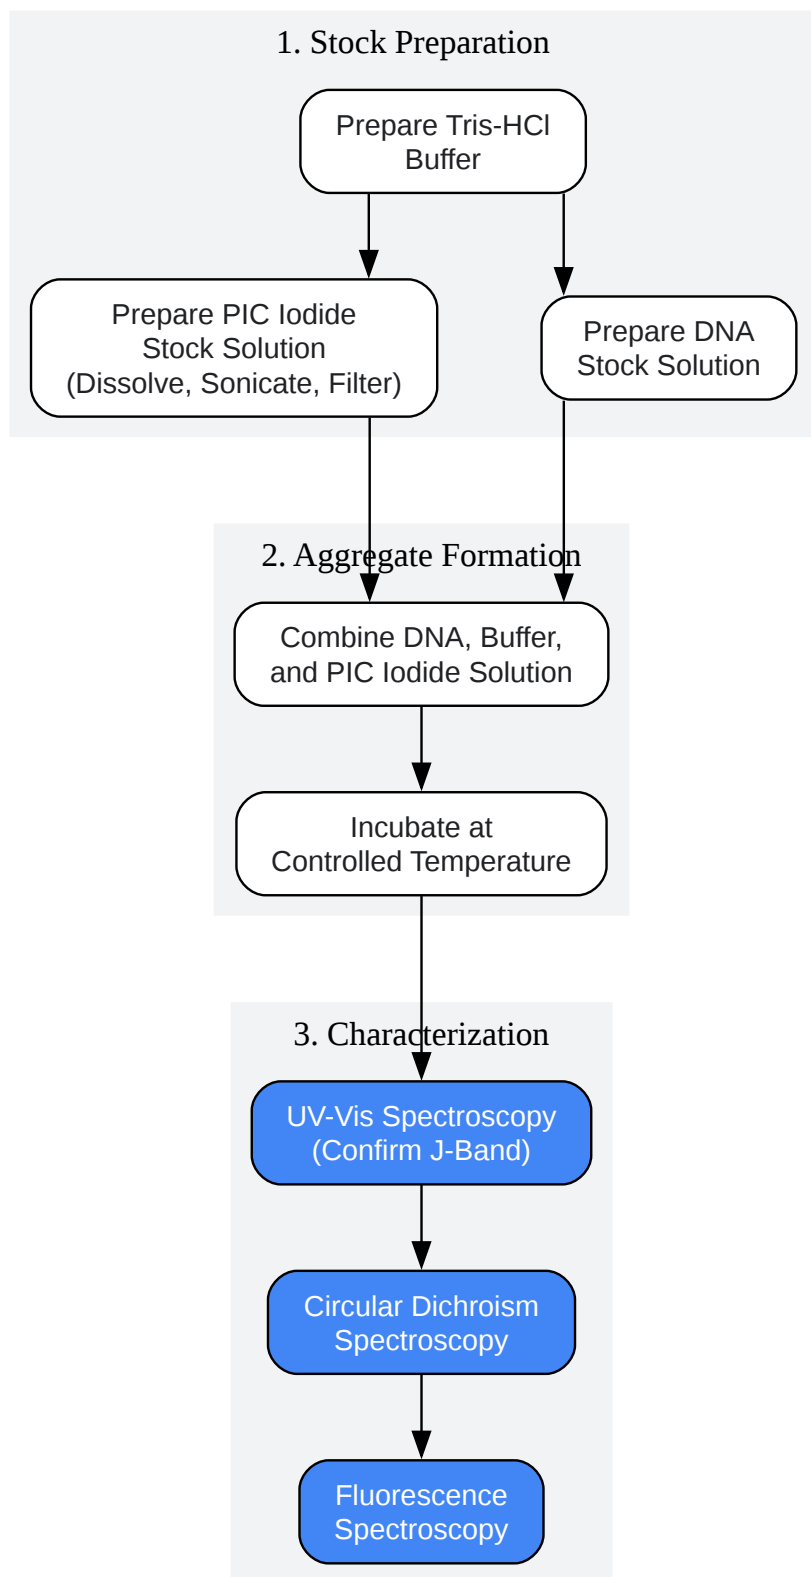 1. Stock Preparation
Prepare Tris-HCl
Buffer
Prepare PIC Iodide
Stock Solution
(Dissolve, Sonicate, Filter)
Prepare DNA
Stock Solution
2. Aggregate Formation
Combine DNA, Buffer,
and PIC Iodide Solution
Incubate at
Controlled Temperature
3. Characterization
UV-Vis Spectroscopy
(Confirm J-Band)
Circular Dichroism
Spectroscopy
Fluorescence
Spectroscopy